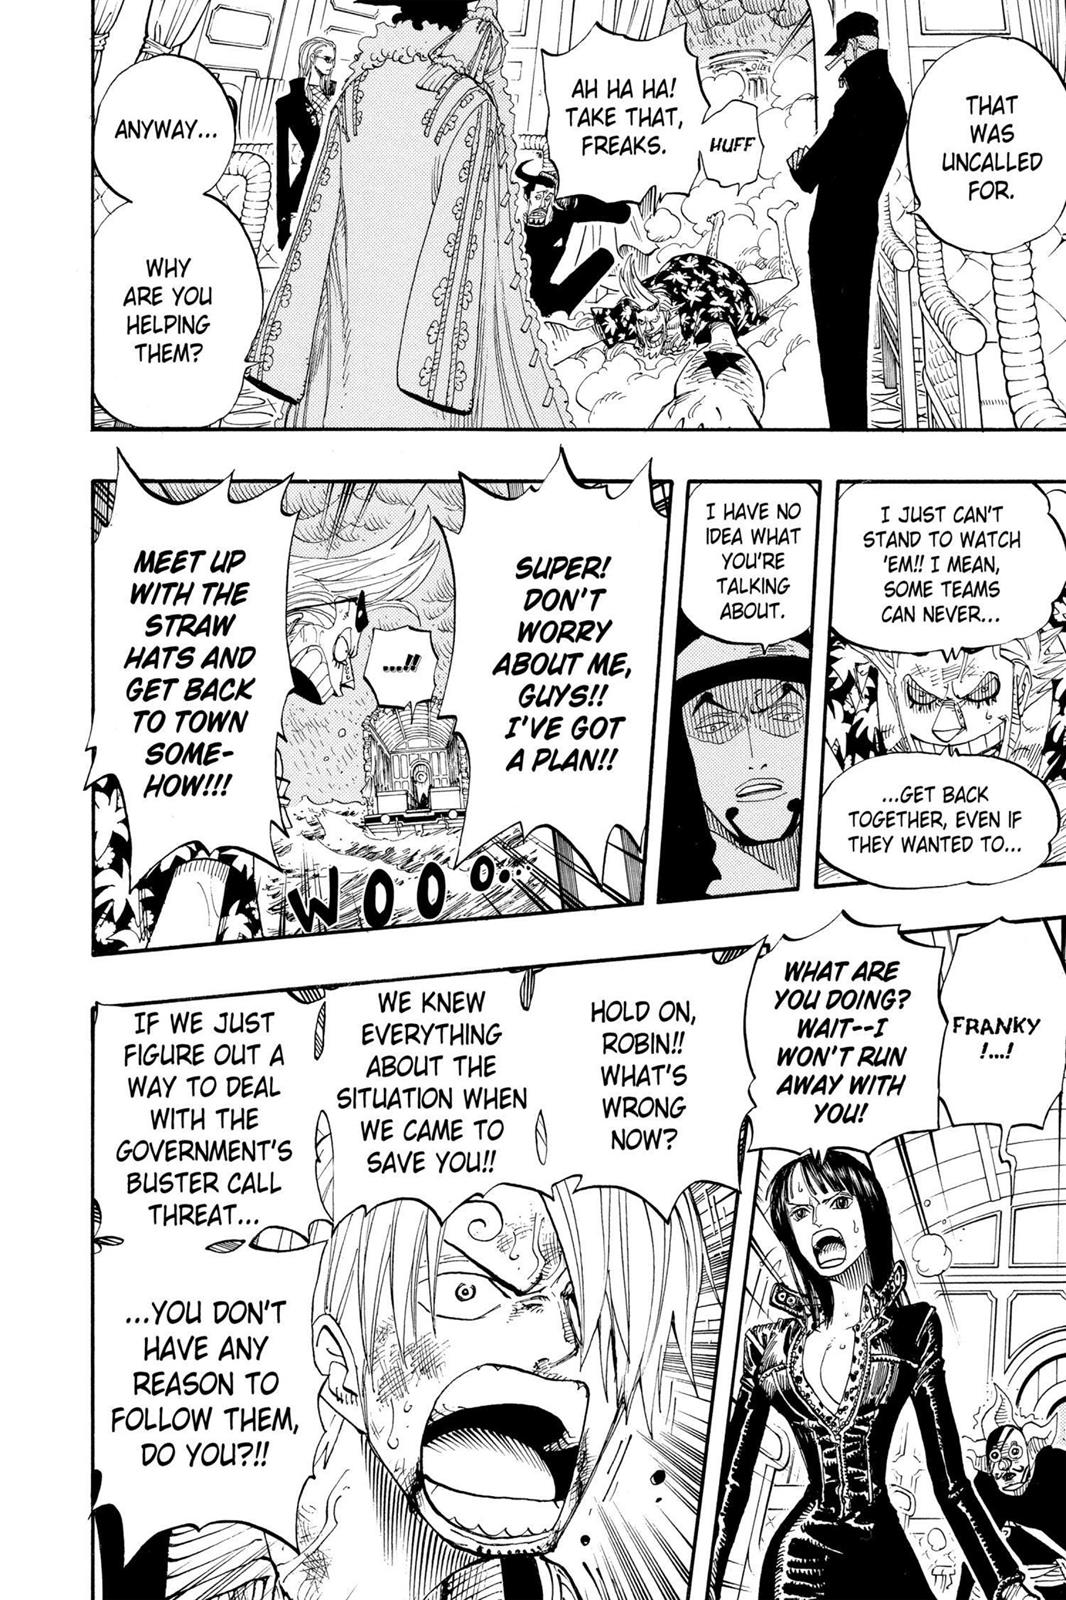 THAT
WAS
UNCALLED
FOR.
AH HA HA!
TAKE THAT,
FREAKS.
HUFF
ANYWAY...
WHY
ARE YOU
HELPING
THEM?
I JUST CAN'T
STAND TO WATCH
'EM!! I MEAN,
SOME TEAMS
CAN NEVER...
...GET BACK
TOGETHER, EVEN IF
THEY WANTED TO...
I HAVE NO
IDEA WHAT
YOU'RE
TALKING
ABOUT.
SUPER!
DON'T
WORRY
ABOUT ME,
GUYS!!
I'VE GOT
A PLAN!!
...!!
MEET UP
WITH THE
STRAW
HATS AND
GET BACK
TO TOWN
SOME-
HOW!!!
WOOO...
FRANKY
!...!
WHAT ARE
YOU DOING?
WAIT--I
WON'T RUN
AWAY WITH
YOU!
HOLD ON,
ROBIN!!
WHAT'S
WRONG
NOW?
WE KNEW
EVERYTHING
ABOUT THE
SITUATION WHEN
WE CAME TO
SAVE YOU!!
IF WE JUST
FIGURE OUT A
WAY TO DEAL
WITH THE
GOVERNMENT'S
BUSTER CALL
THREAT...
...YOU DON'T
HAVE ANY
REASON TO
FOLLOW THEM,
DO YOU?!!